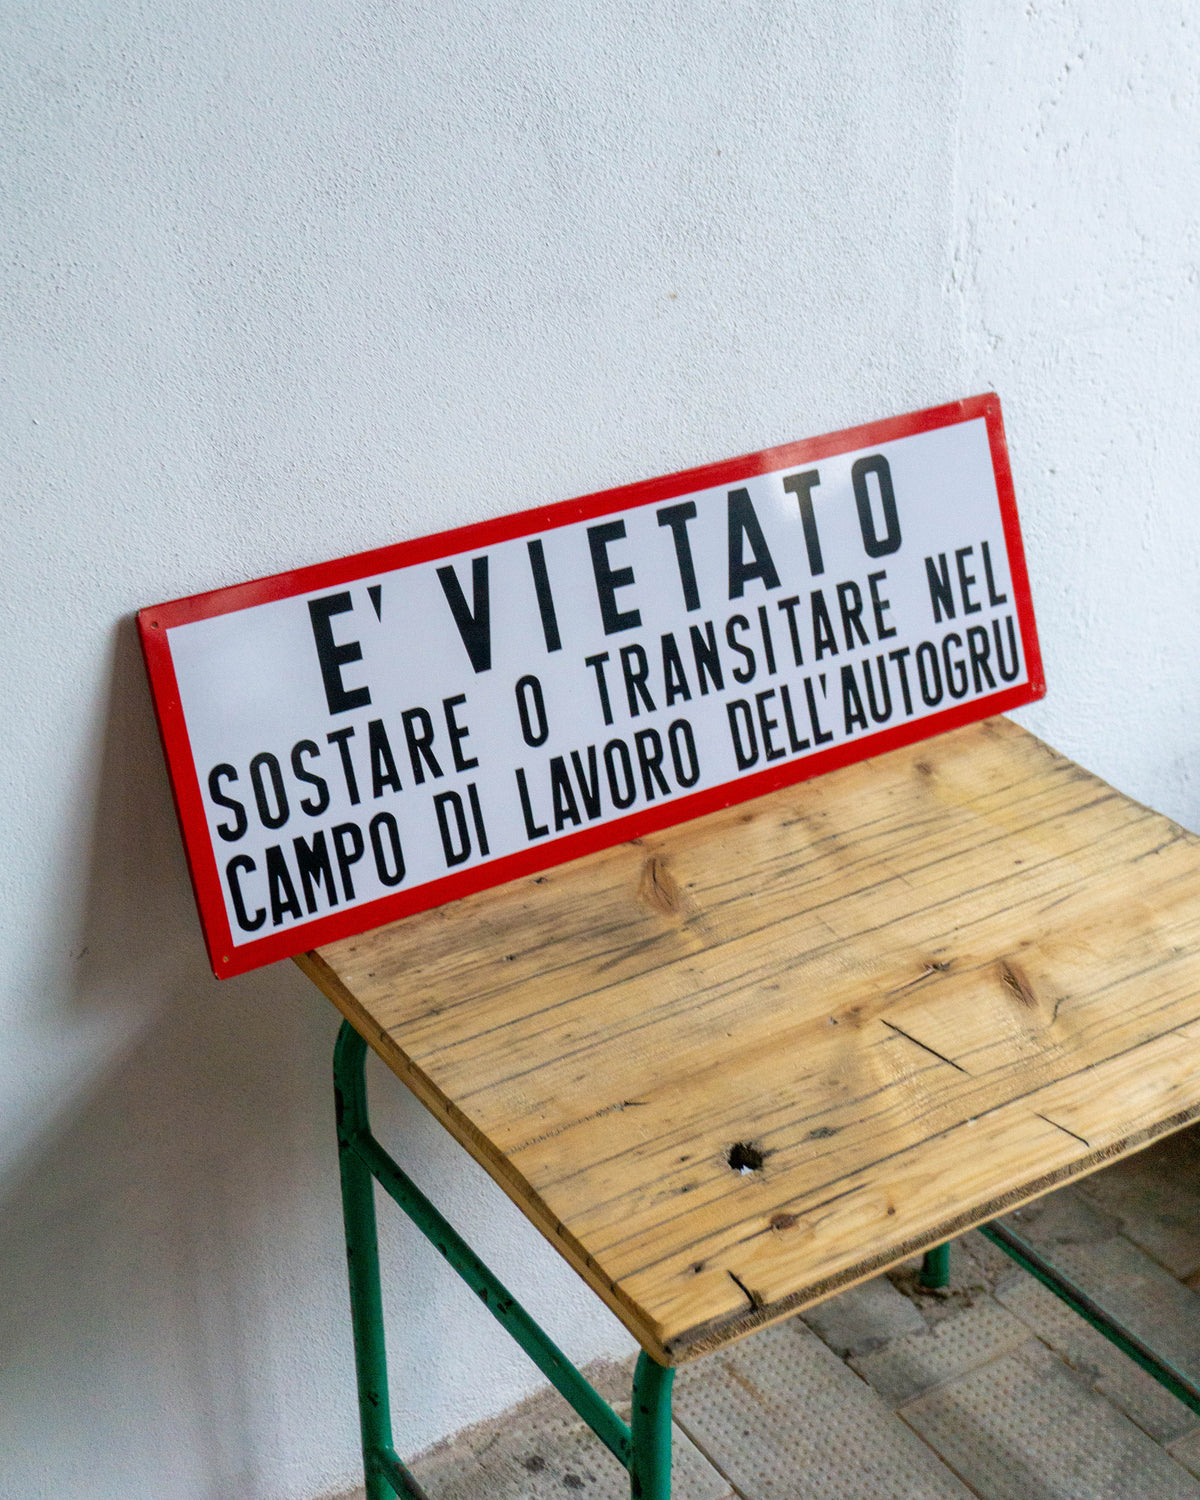 E' VIETATO
SOSTARE O TRANSITARE NEL
CAMPO DI LAVORO DELL'AUTOGRU